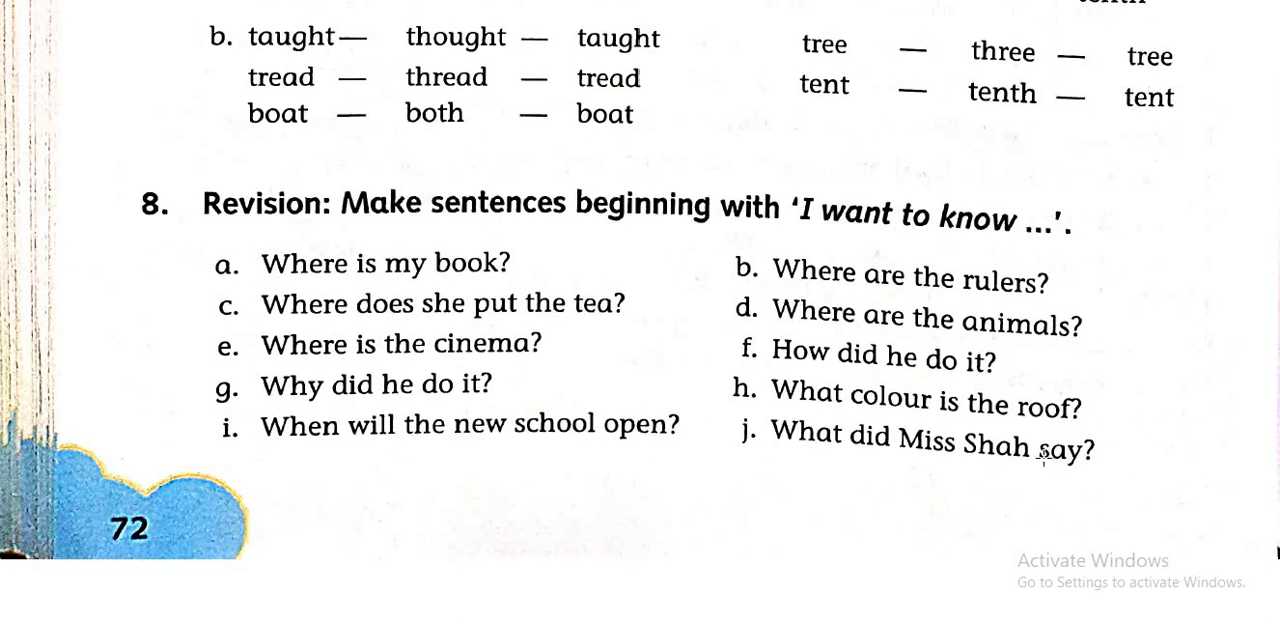 b. taught — thought — taught tree — three — tree
tread — thread — tread tent — tenth — tent
boat — both — boat
8. Revision: Make sentences beginning with 'I want to know ...'.
a. Where is my book? b. Where are the rulers?
c. Where does she put the tea? d. Where are the animals?
e. Where is the cinema? f. How did he do it?
g. Why did he do it? h. What colour is the roof?
i. When will the new school open? j. What did Miss Shah say?
72
Activate Windows
Go to Settings to activate Windows.